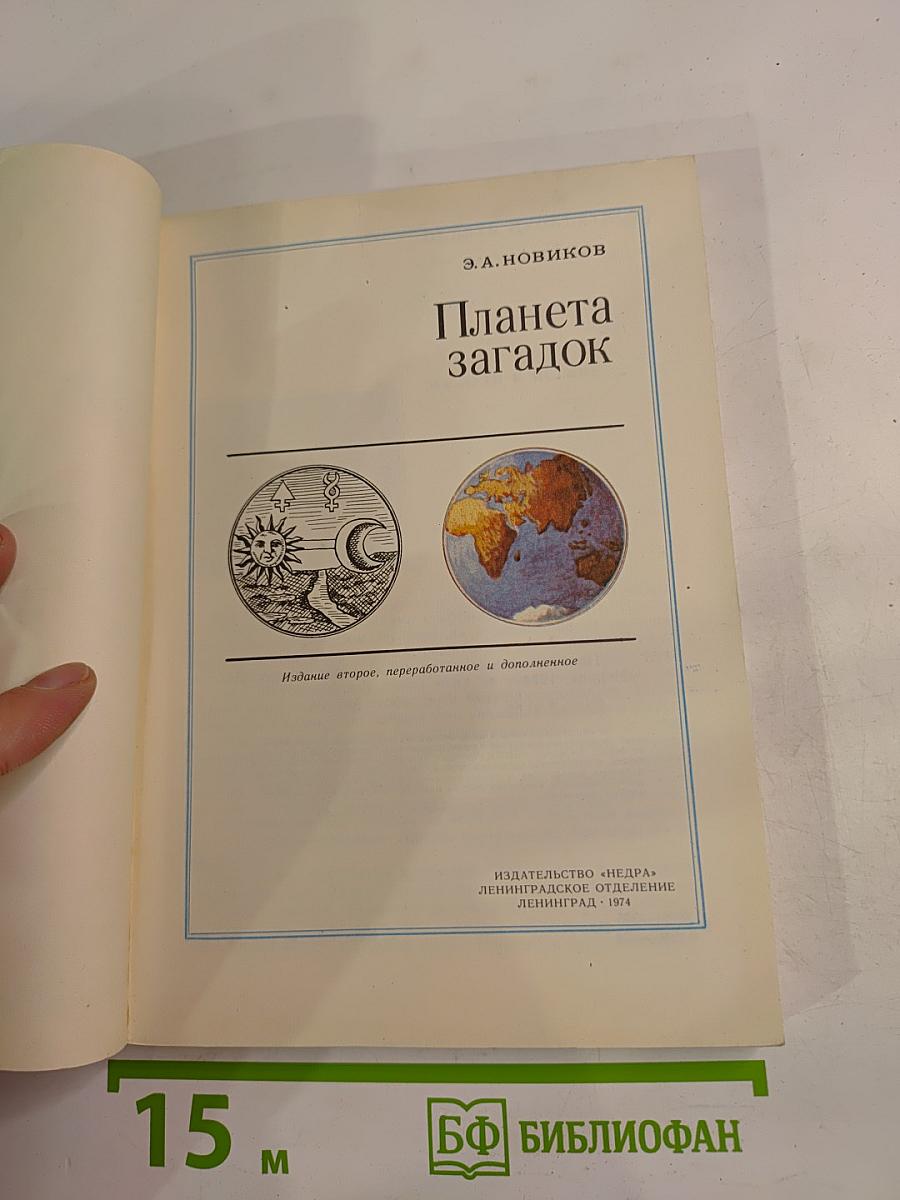 Э. А. НОВИКОВ
Планета
загадок
Издание второе, переработанное и дополненное
ИЗДАТЕЛЬСТВО «НЕДРА»
ЛЕНИНГРАДСКОЕ ОТДЕЛЕНИЕ
ЛЕНИНГРАД · 1974
15 м
БФ БИБЛИОФАН